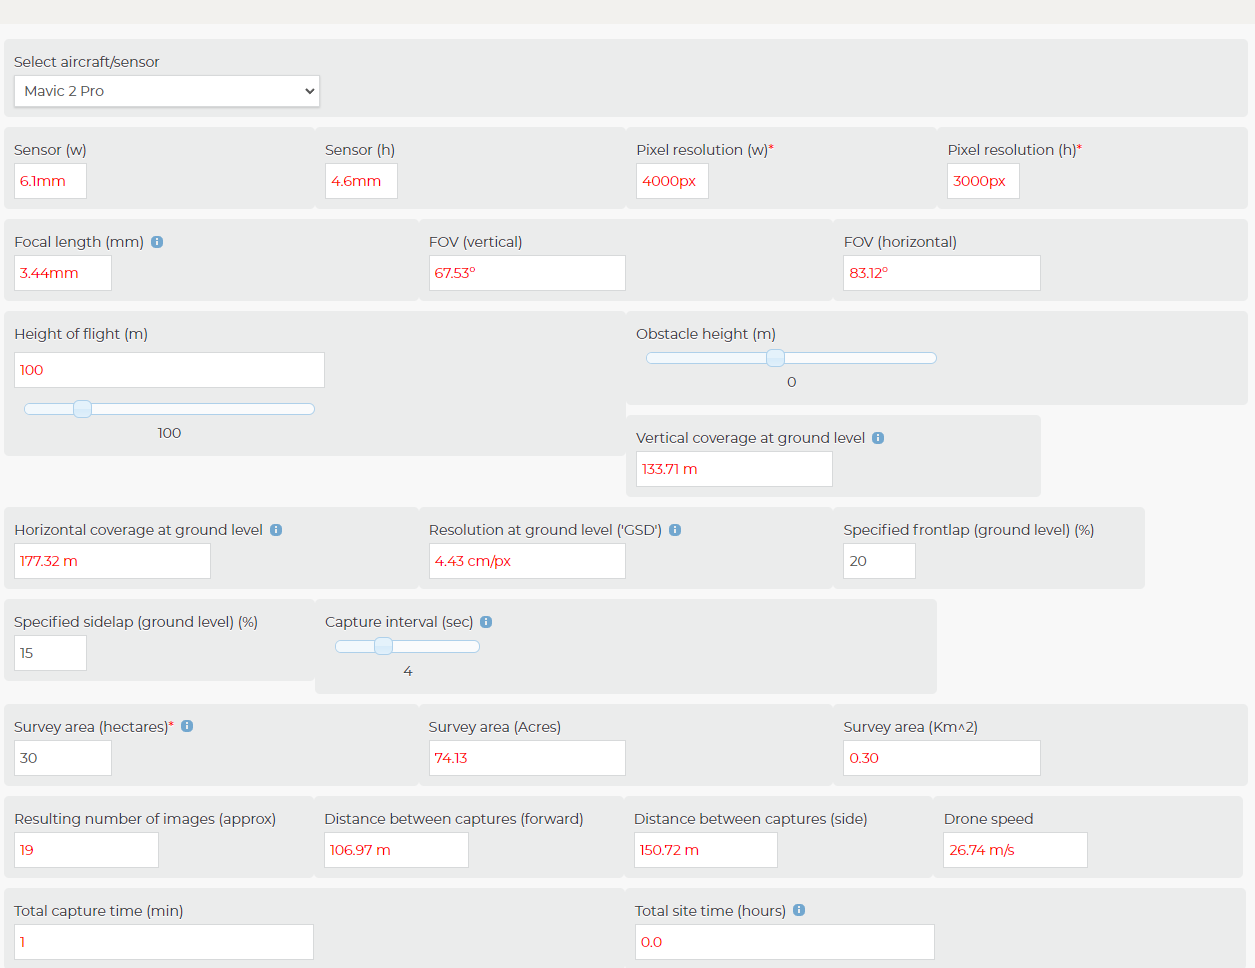 Select aircraft/sensor
Mavic 2 Pro
Sensor (w) Sensor (h) Pixel resolution (w)* Pixel resolution (h)*
6.1mm 4.6mm 4000px 3000px
Focal length (mm) FOV (vertical) FOV (horizontal)
3.44mm 67.53° 83.12°
Height of flight (m) Obstacle height (m)
100
0
100
Vertical coverage at ground level
133.71 m
Horizontal coverage at ground level Resolution at ground level ('GSD') Specified frontlap (ground level) (%)
177.32 m 4.43 cm/px 20
Specified sidelap (ground level) (%) Capture interval (sec)
15
4
Survey area (hectares)* Survey area (Acres) Survey area (Km^2)
30 74.13 0.30
Resulting number of images (approx) Distance between captures (forward) Distance between captures (side) Drone speed
19 106.97 m 150.72 m 26.74 m/s
Total capture time (min) Total site time (hours)
1 0.0